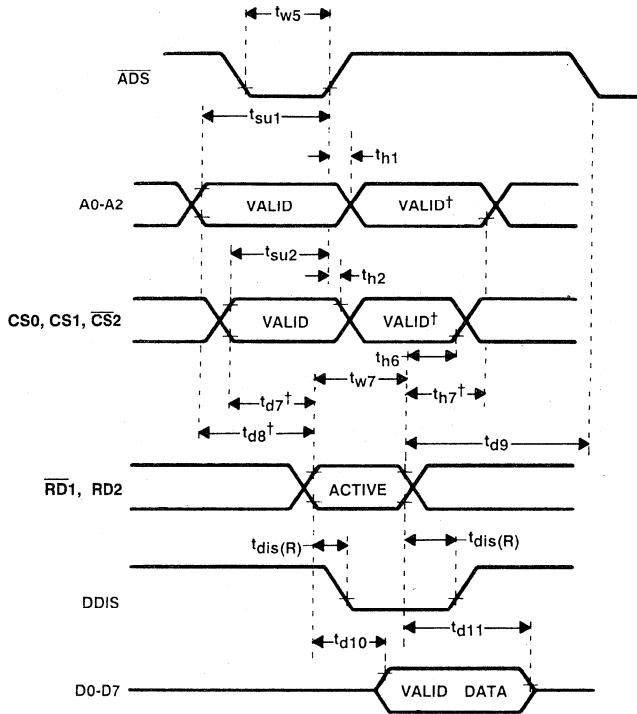 tw5
ADS
tsu1
th1
A0-A2
VALID
VALID†
tsu2
th2
CS0, CS1, CS2
VALID
VALID†
th6
tw7
td7†
th7†
td8†
td9
RD1, RD2
ACTIVE
tdis(R)
tdis(R)
DDIS
td10
td11
D0-D7
VALID DATA